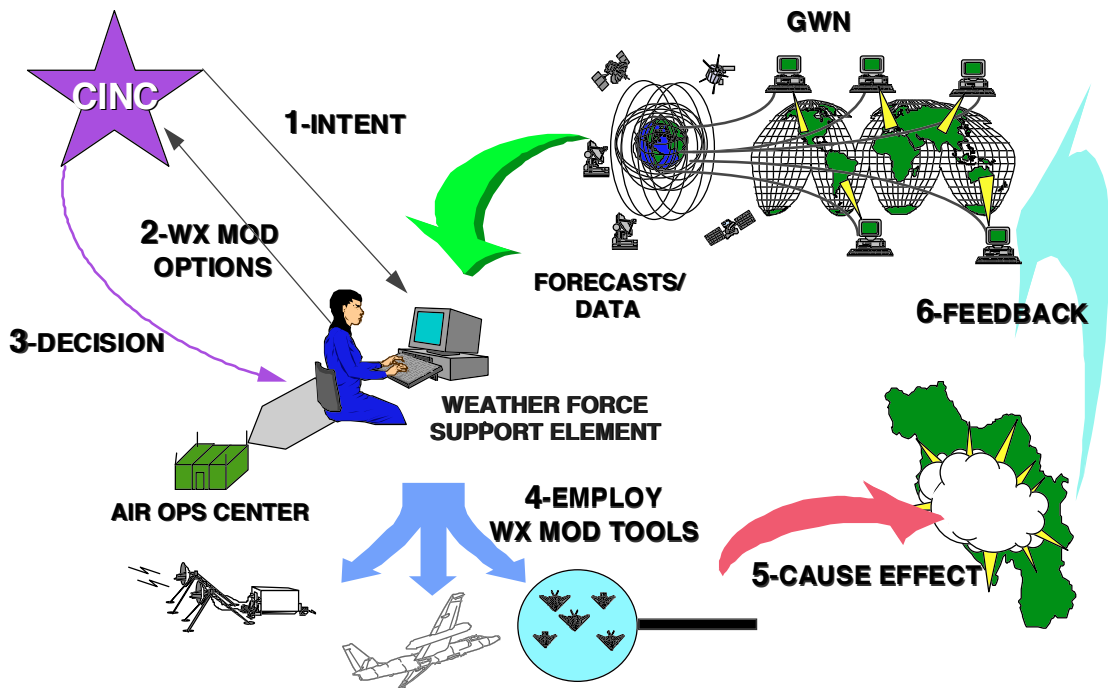 GWN
CINC
1-INTENT
2-WX MOD
OPTIONS
FORECASTS/
DATA
6-FEEDBACK
3-DECISION
WEATHER FORCE
SUPPORT ELEMENT
AIR OPS CENTER
4-EMPLOY
WX MOD TOOLS
5-CAUSE EFFECT